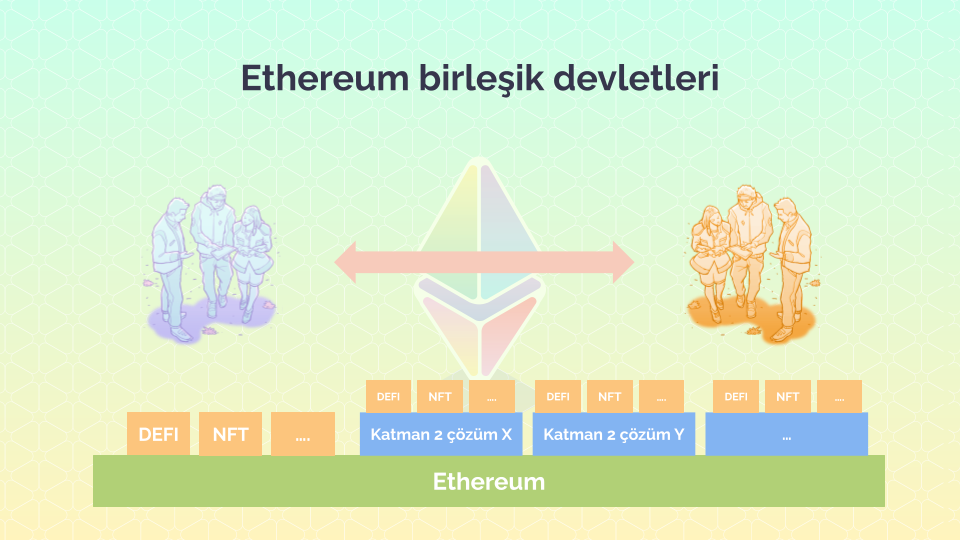 Ethereum birleşik devletleri
DEFI NFT .... DEFI NFT .... DEFI NFT ....
DEFI NFT .... Katman 2 çözüm X Katman 2 çözüm Y ...
Ethereum